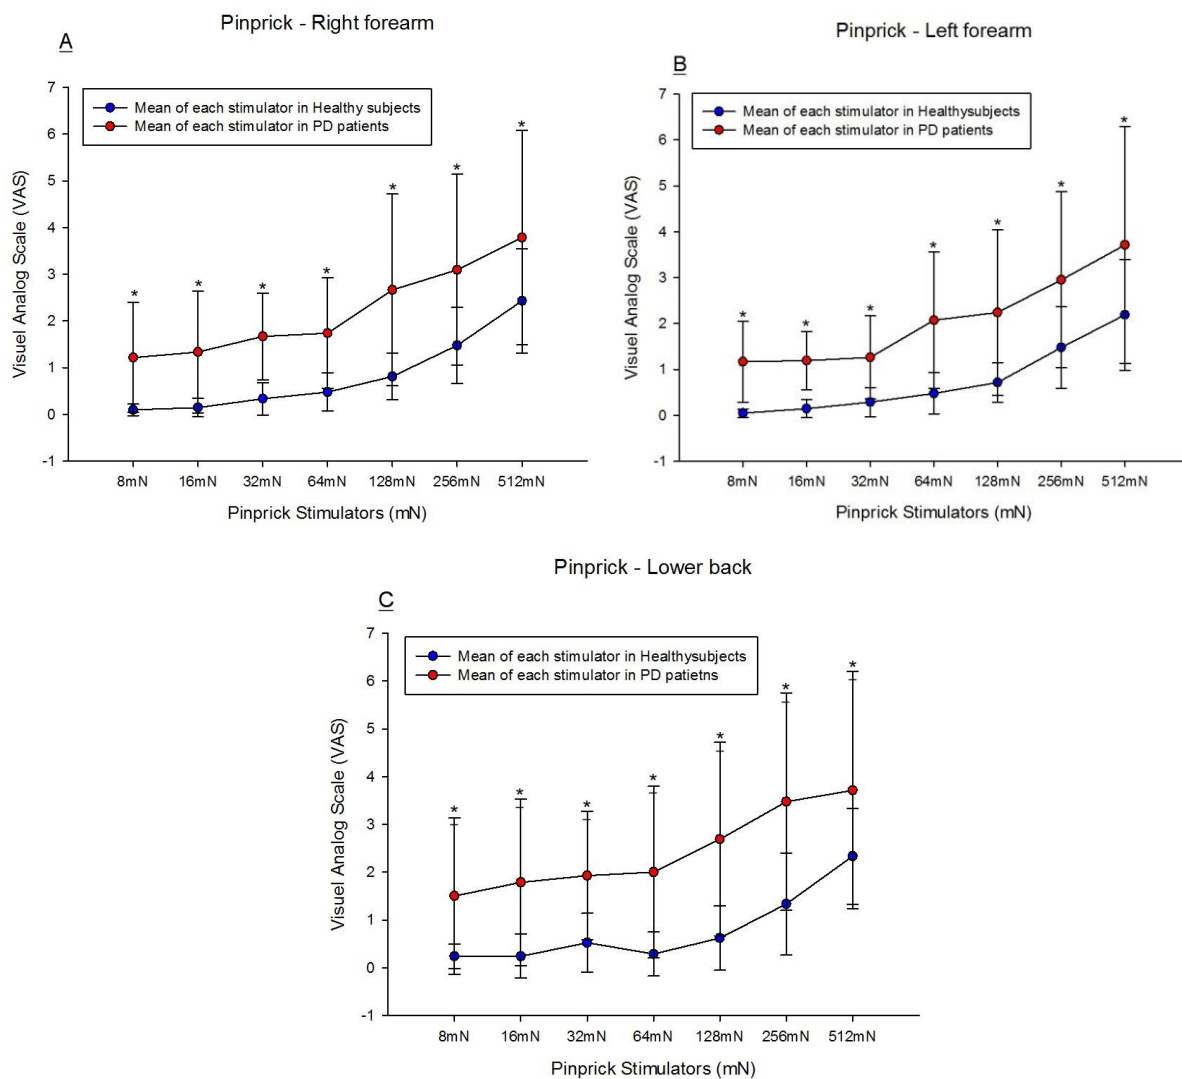 Pinprick - Right forearm
A
Visuel Analog Scale (VAS)
7
6
5
4
3
2
1
0
-1
Mean of each stimulator in Healthy subjects
Mean of each stimulator in PD patients
* * * * * * *
8mN 16mN 32mN 64mN 128mN 256mN 512mN
Pinprick Stimulators (mN)
Pinprick - Left forearm
B
Visuel Analog Scale (VAS)
7
6
5
4
3
2
1
0
-1
Mean of each stimulator in Healthysubjects
Mean of each stimulator in PD patients
* * * * * * *
8mN 16mN 32mN 64mN 128mN 256mN 512mN
Pinprick Stimulators (mN)
Pinprick - Lower back
C
Visuel Analog Scale (VAS)
7
6
5
4
3
2
1
0
-1
Mean of each stimulator in Healthysubjects
Mean of each stimulator in PD patietns
* * * * * * *
8mN 16mN 32mN 64mN 128mN 256mN 512mN
Pinprick Stimulators (mN)